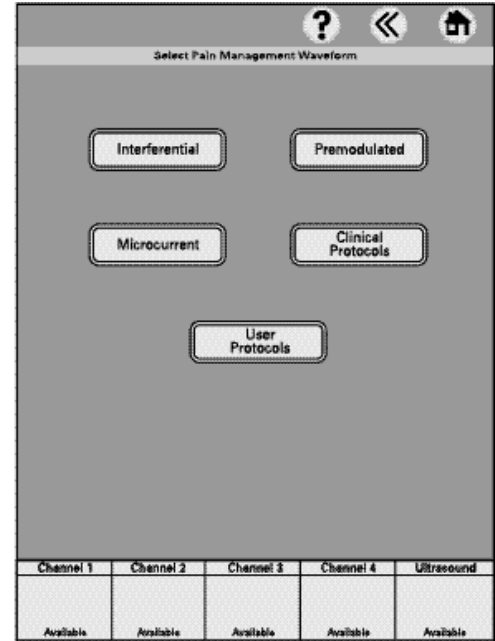 ?
Select Pain Management Waveform
Interferential
Premodulated
Microcurrent
Clinical
Protocols
User
Protocols
Channel 1
Channel 2
Channel 3
Channel 4
Ultrasound
Available
Available
Available
Available
Available